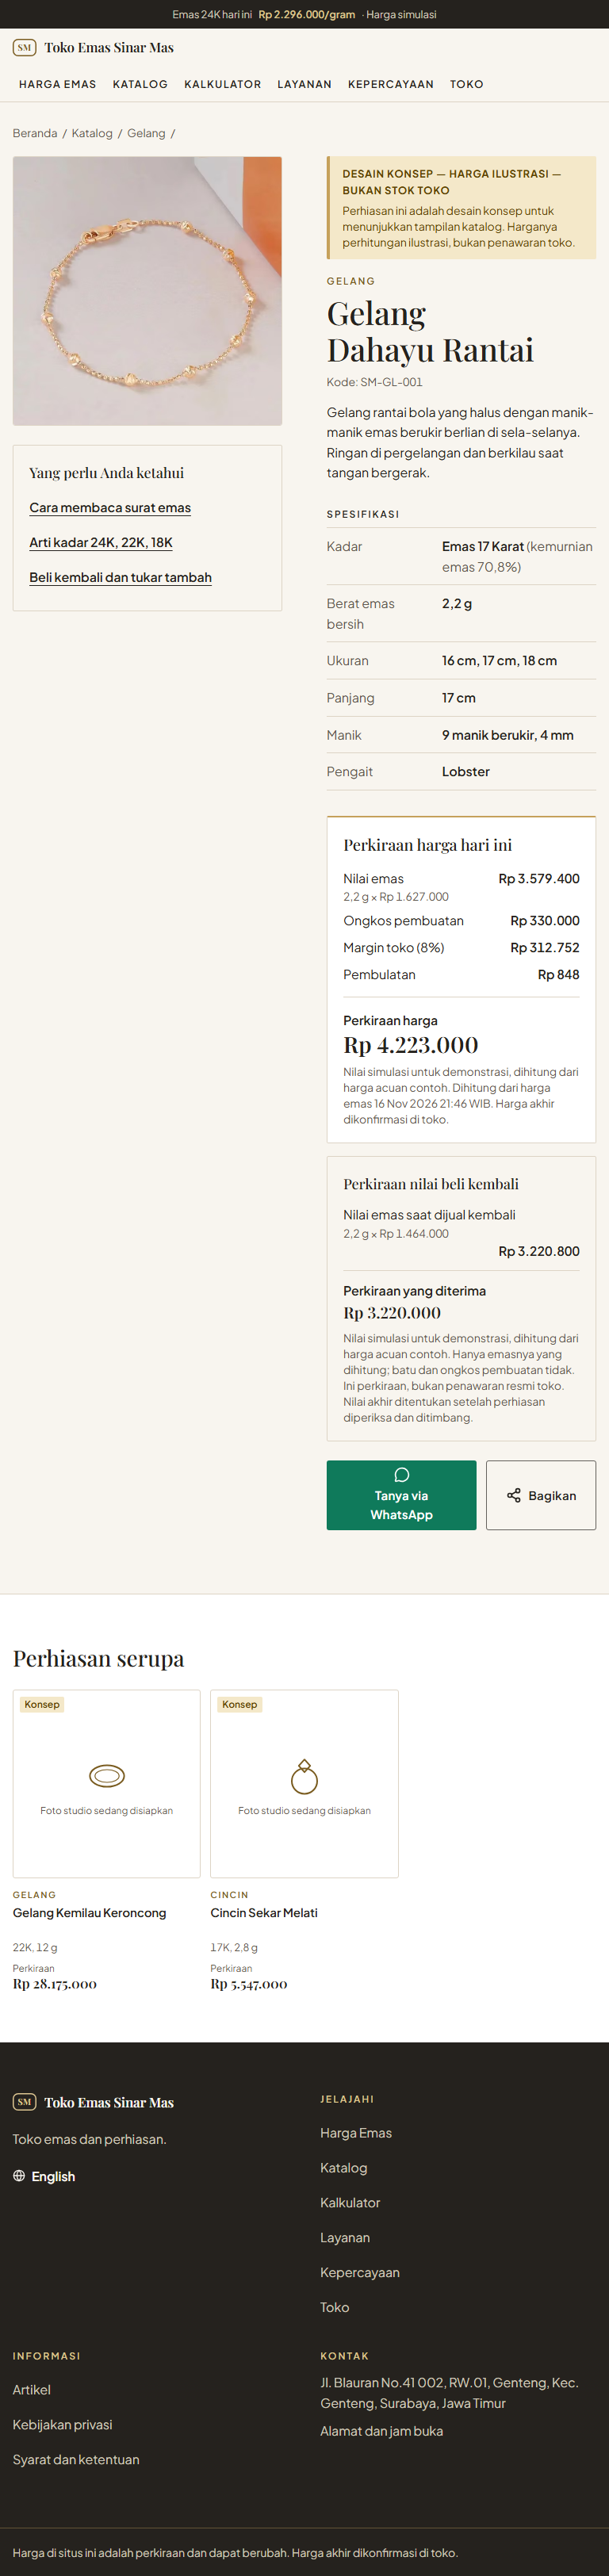 Emas 24K hari ini Rp 2.296.000/gram · Harga simulasi
SM Toko Emas Sinar Mas
HARGA EMAS KATALOG KALKULATOR LAYANAN KEPERCAYAAN TOKO
Beranda / Katalog / Gelang /
DESAIN KONSEP — HARGA ILUSTRASI —
BUKAN STOK TOKO
Perhiasan ini adalah desain konsep untuk
menunjukkan tampilan katalog. Harganya
perhitungan ilustrasi, bukan penawaran toko.
GELANG
Gelang
Dahayu Rantai
Kode: SM-GL-001
Gelang rantai bola yang halus dengan manik-
manik emas berukir berlian di sela-selanya.
Ringan di pergelangan dan berkilau saat
tangan bergerak.
Yang perlu Anda ketahui
Cara membaca surat emas
Arti kadar 24K, 22K, 18K
Beli kembali dan tukar tambah
SPESIFIKASI
Kadar Emas 17 Karat (kemurnian
emas 70,8%)
Berat emas 2,2 g
bersih
Ukuran 16 cm, 17 cm, 18 cm
Panjang 17 cm
Manik 9 manik berukir, 4 mm
Pengait Lobster
Perkiraan harga hari ini
Nilai emas Rp 3.579.400
2,2 g × Rp 1.627.000
Ongkos pembuatan Rp 330.000
Margin toko (8%) Rp 312.752
Pembulatan Rp 848
Perkiraan harga
Rp 4.223.000
Nilai simulasi untuk demonstrasi, dihitung dari
harga acuan contoh. Dihitung dari harga
emas 16 Nov 2026 21:46 WIB. Harga akhir
dikonfirmasi di toko.
Perkiraan nilai beli kembali
Nilai emas saat dijual kembali
2,2 g × Rp 1.464.000
Rp 3.220.800
Perkiraan yang diterima
Rp 3.220.000
Nilai simulasi untuk demonstrasi, dihitung dari
harga acuan contoh. Hanya emasnya yang
dihitung; batu dan ongkos pembuatan tidak.
Ini perkiraan, bukan penawaran resmi toko.
Nilai akhir ditentukan setelah perhiasan
diperiksa dan ditimbang.
Tanya via
WhatsApp
Bagikan
Perhiasan serupa
Konsep
Foto studio sedang disiapkan
GELANG
Gelang Kemilau Keroncong
22K, 12 g
Perkiraan
Rp 28.175.000
Konsep
Foto studio sedang disiapkan
CINCIN
Cincin Sekar Melati
17K, 2,8 g
Perkiraan
Rp 5.547.000
SM Toko Emas Sinar Mas
Toko emas dan perhiasan.
English
JELAJAHI
Harga Emas
Katalog
Kalkulator
Layanan
Kepercayaan
Toko
INFORMASI
Artikel
Kebijakan privasi
Syarat dan ketentuan
KONTAK
Jl. Blauran No.41 002, RW.01, Genteng, Kec.
Genteng, Surabaya, Jawa Timur
Alamat dan jam buka
Harga di situs ini adalah perkiraan dan dapat berubah. Harga akhir dikonfirmasi di toko.